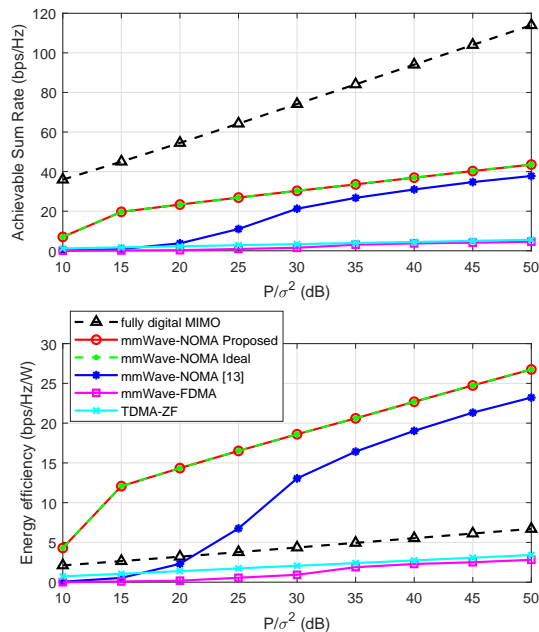 120
100
80
60
40
20
0
Achievable Sum Rate (bps/Hz)
10 15 20 25 30 35 40 45 50
P/σ² (dB)
fully digital MIMO
mmWave-NOMA Proposed
mmWave-NOMA Ideal
mmWave-NOMA [13]
mmWave-FDMA
TDMA-ZF
30
25
20
15
10
5
0
Energy efficiency (bps/Hz/W)
10 15 20 25 30 35 40 45 50
P/σ² (dB)